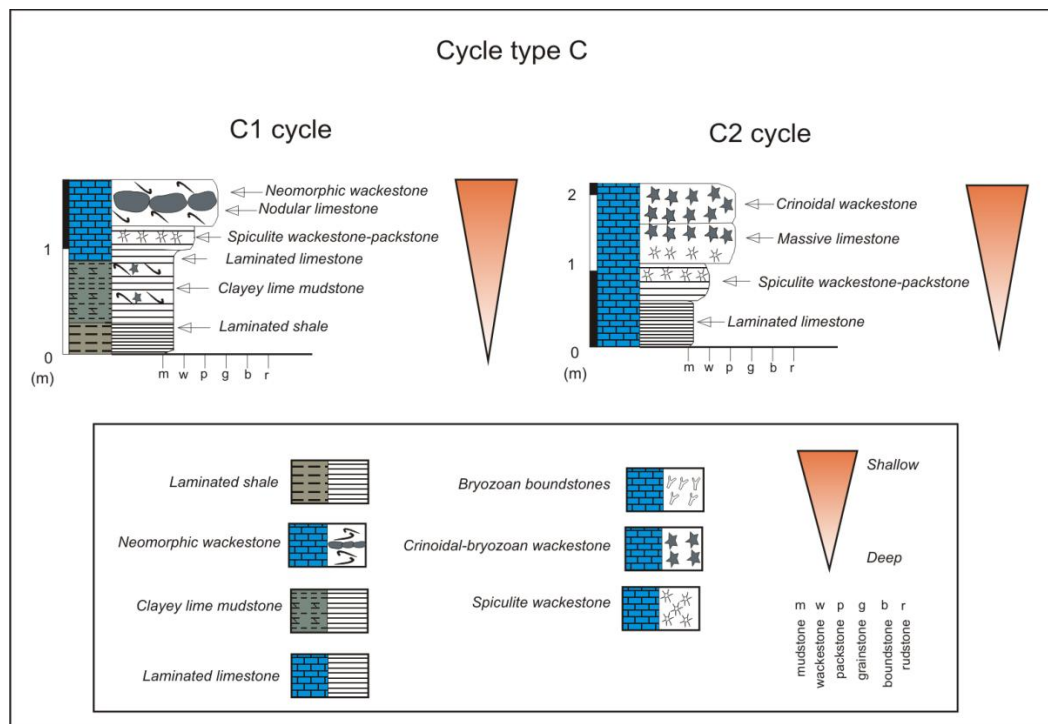 Cycle type C
C1 cycle
Neomorphic wackestone
Nodular limestone
Spiculite wackestone-packstone
Laminated limestone
Clayey lime mudstone
Laminated shale
1
0
(m)
m w p g b r
C2 cycle
2
Crinoidal wackestone
Massive limestone
1
Spiculite wackestone-packstone
Laminated limestone
0
(m)
m w p g b r
Laminated shale
Neomorphic wackestone
Clayey lime mudstone
Laminated limestone
Bryozoan boundstones
Crinoidal-bryozoan wackestone
Spiculite wackestone
Shallow
Deep
m w p g b r
mudstone
wackestone
packstone
grainstone
boundstone
rudstone